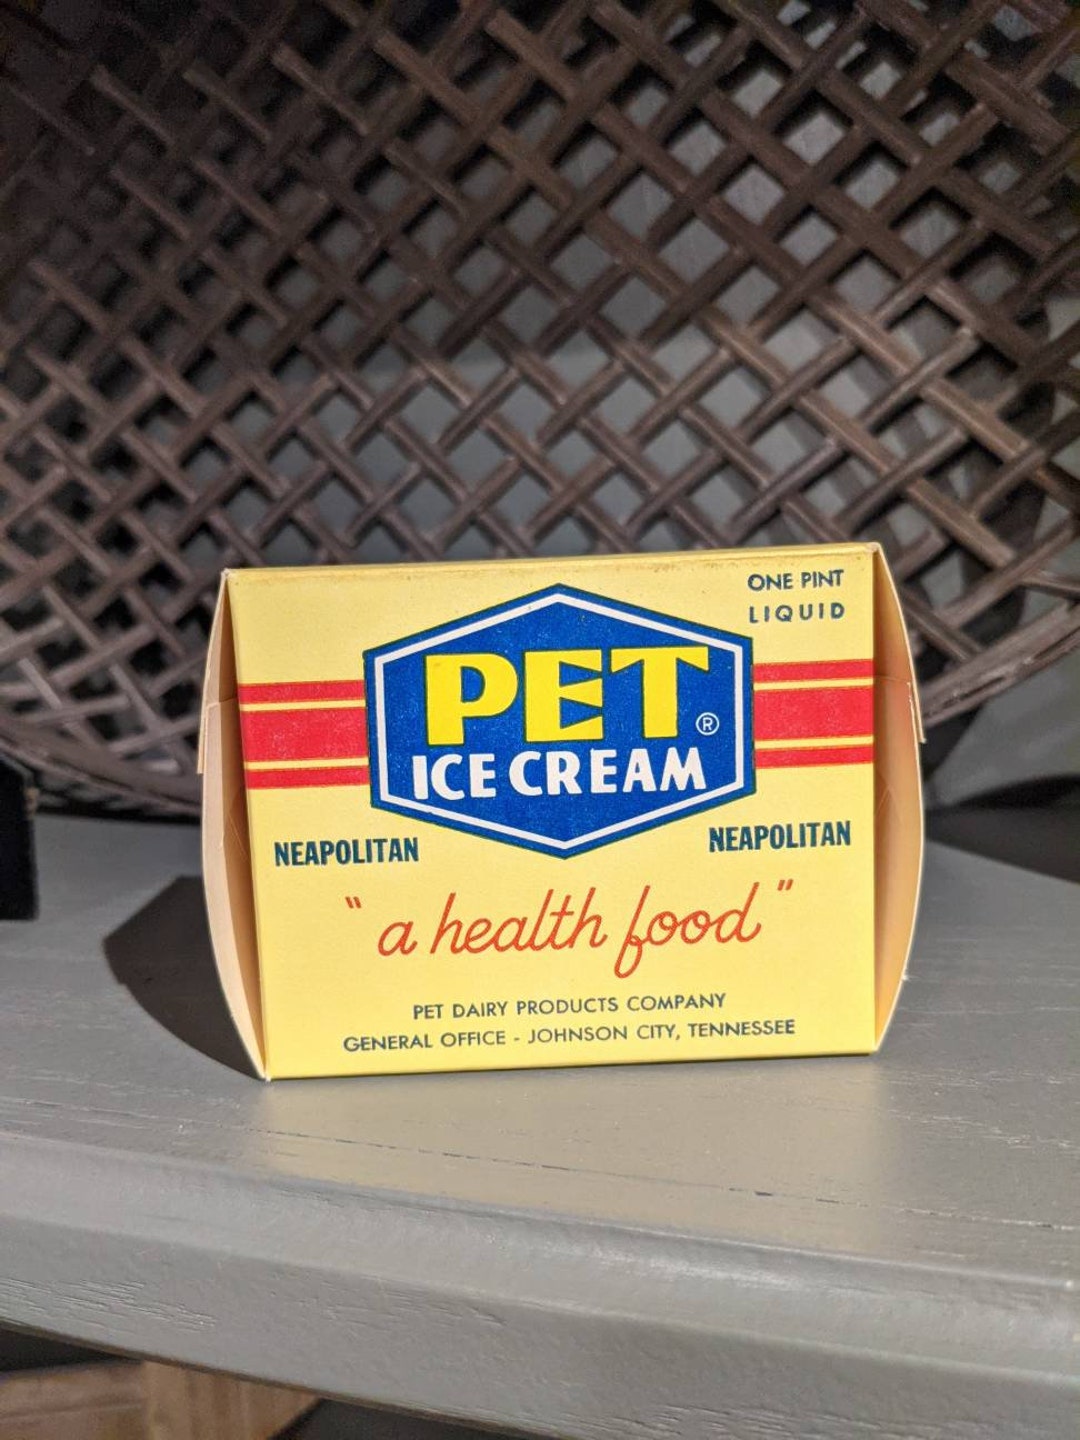 ONE PINT
LIQUID
PET ®
ICE CREAM
NEAPOLITAN NEAPOLITAN
"a health food"
PET DAIRY PRODUCTS COMPANY
GENERAL OFFICE - JOHNSON CITY, TENNESSEE